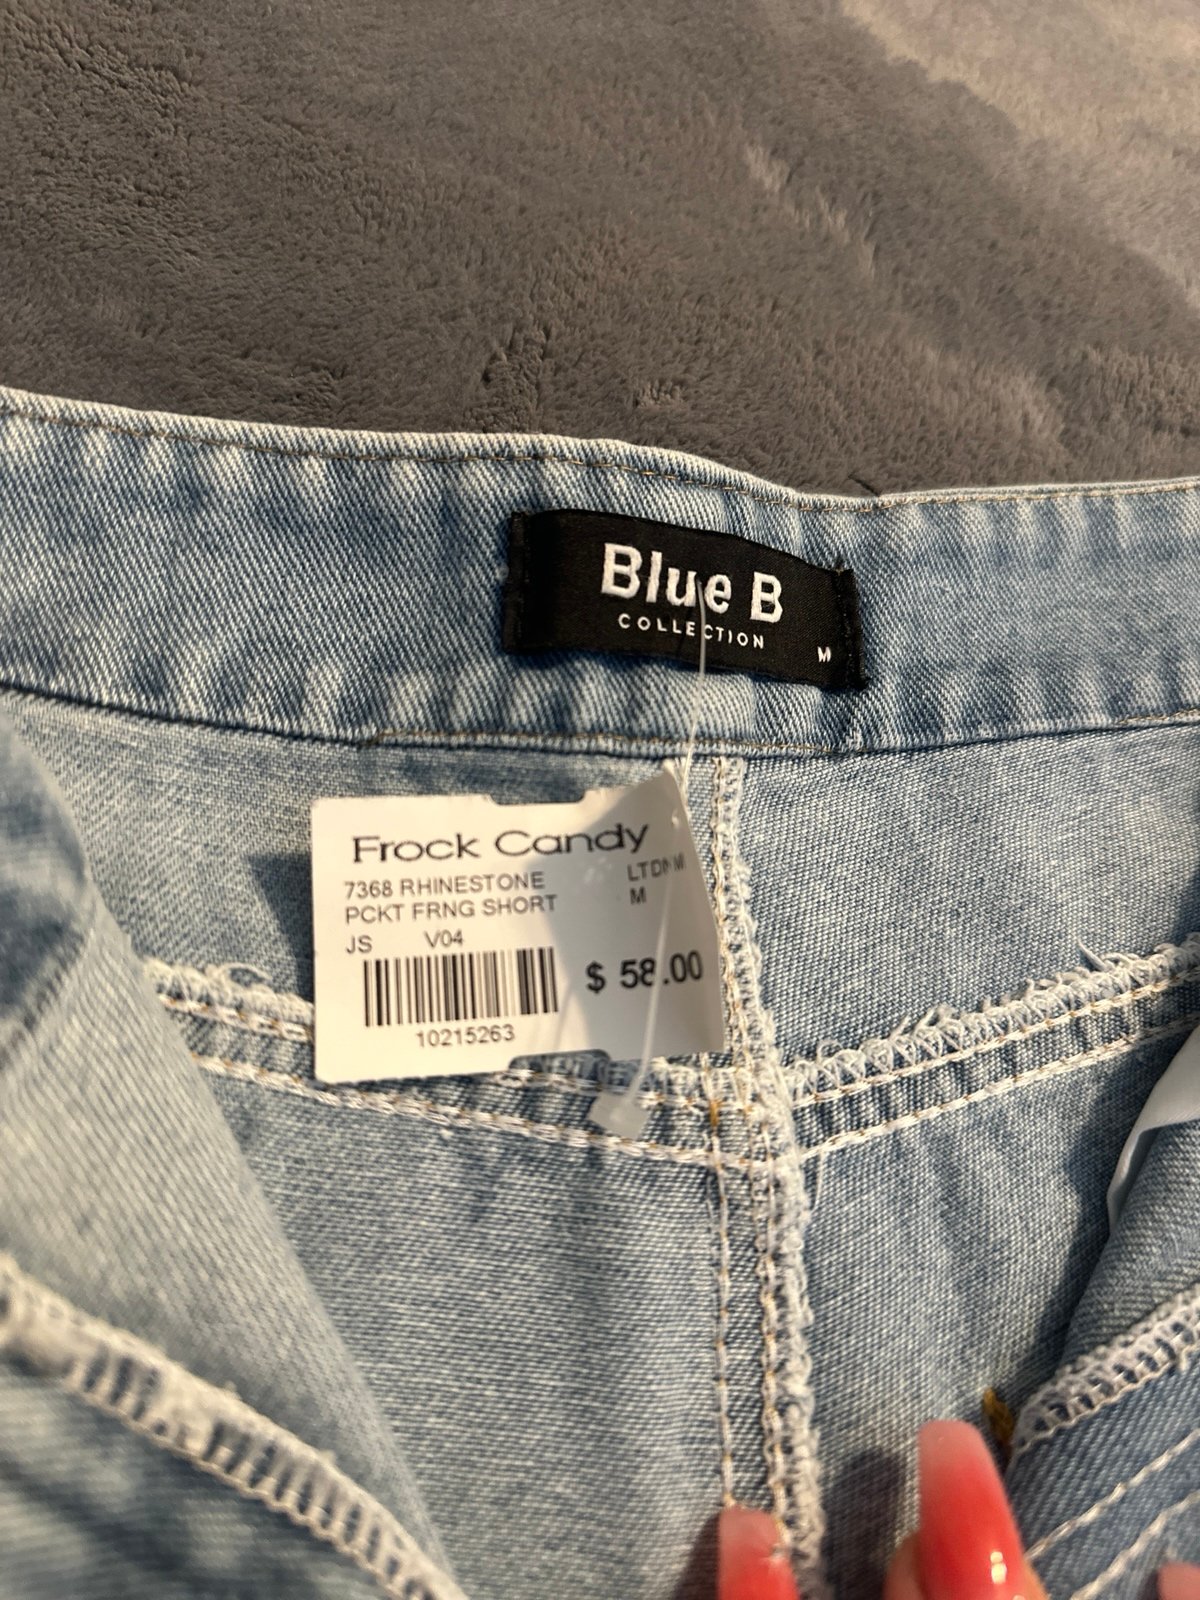 Blue B
COLLECTION
M
Frock Candy
7368 RHINESTONE LTDNM
PCKT FRNG SHORT M
JS V04
$ 58.00
10215263